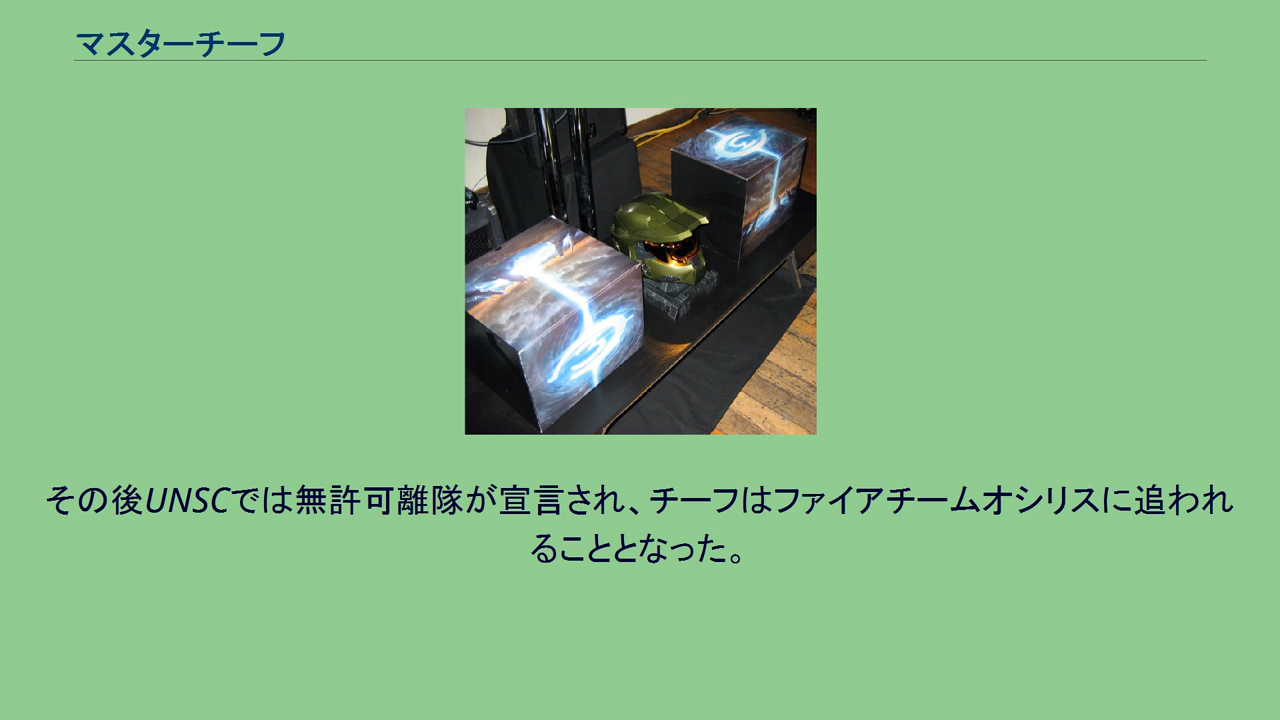 マスターチーフ
その後UNSCでは無許可離隊が宣言され、チーフはファイアチームオシリスに追われ
ることとなった。